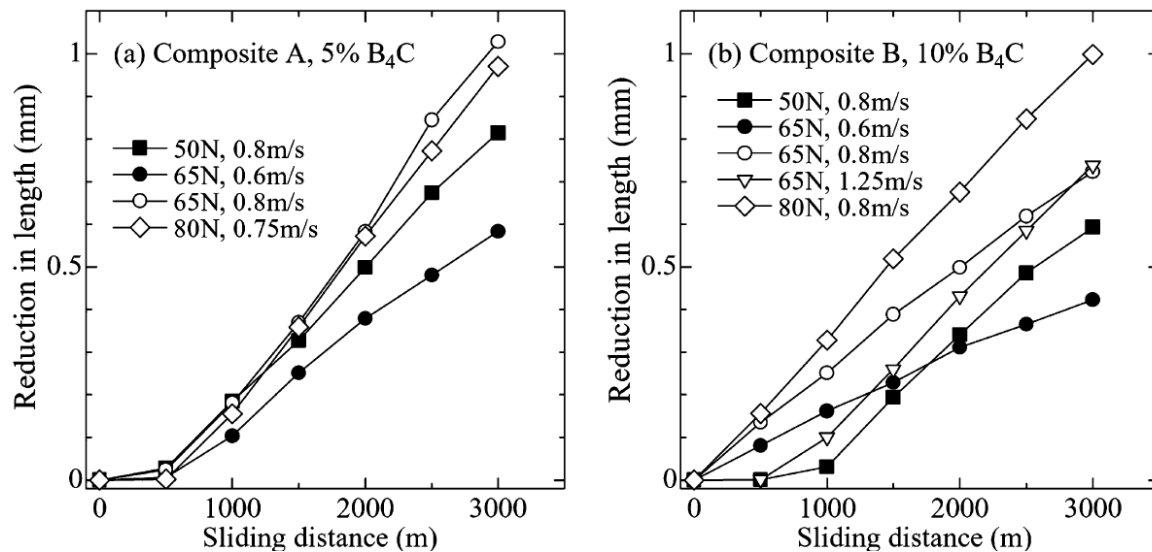 (a) Composite A, 5% B₄C
50N, 0.8m/s
65N, 0.6m/s
65N, 0.8m/s
80N, 0.75m/s
Reduction in length (mm)
1
0.5
0
0 1000 2000 3000
Sliding distance (m)
(b) Composite B, 10% B₄C
50N, 0.8m/s
65N, 0.6m/s
65N, 0.8m/s
65N, 1.25m/s
80N, 0.8m/s
Reduction in length (mm)
1
0.5
0
0 1000 2000 3000
Sliding distance (m)